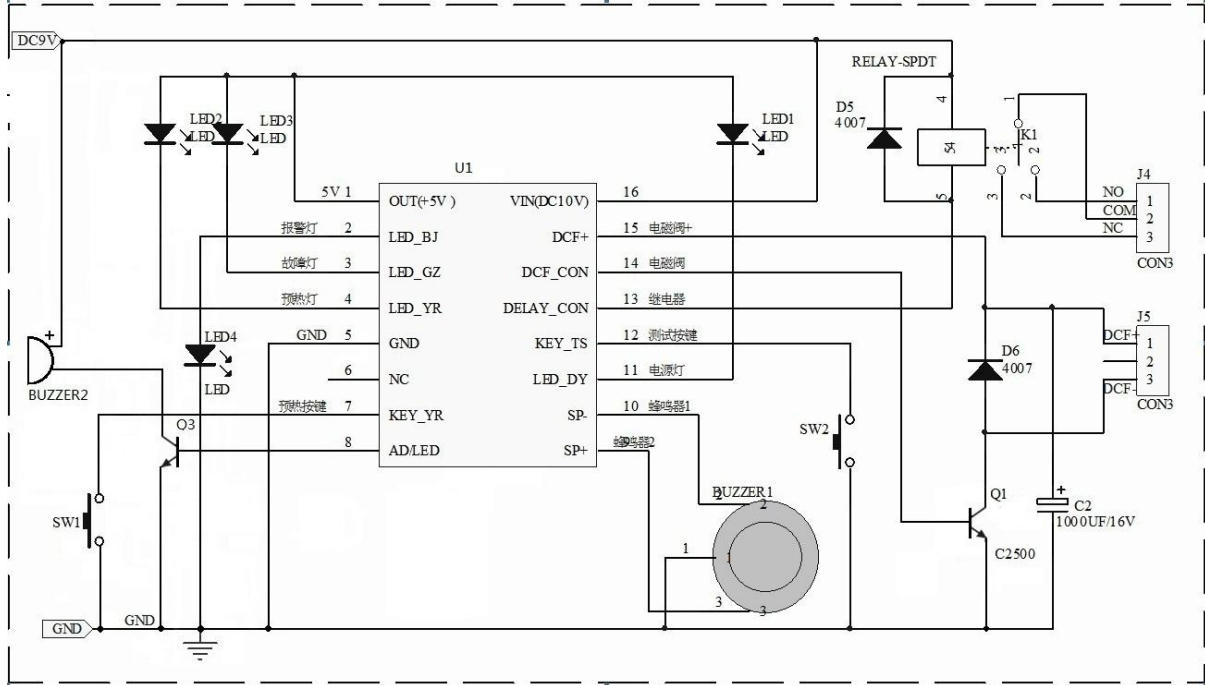 DC9V
RELAY-SPDT
LED2
LED
LED3
LED
LED1
LED
D5
4007
4
54
5
1
K1
3
2
3
2
J4
NO 1
COM 2
NC 3
CON3
U1
5V 1 OUT(+5V )
报警灯 2 LED_BJ
故障灯 3 LED_GZ
预热灯 4 LED_YR
GND 5 GND
6 NC
预热按键 7 KEY_YR
8 AD/LED
VIN(DC10V) 16
DCF+ 15 电磁阀+
DCF_CON 14 电磁阀
DELAY_CON 13 继电器
KEY_TS 12 测试按键
LED_DY 11 电源灯
SP- 10 蜂鸣器1
SP+ 9 蜂鸣器2
LED4
LED
+
BUZZER2
Q3
SW1
SW2
BUZZER1
2
2
1
1
3
3
D6
4007
J5
DCF+ 1
2
3
DCF-
CON3
Q1
C2500
+
C2
1000UF/16V
GND
GND